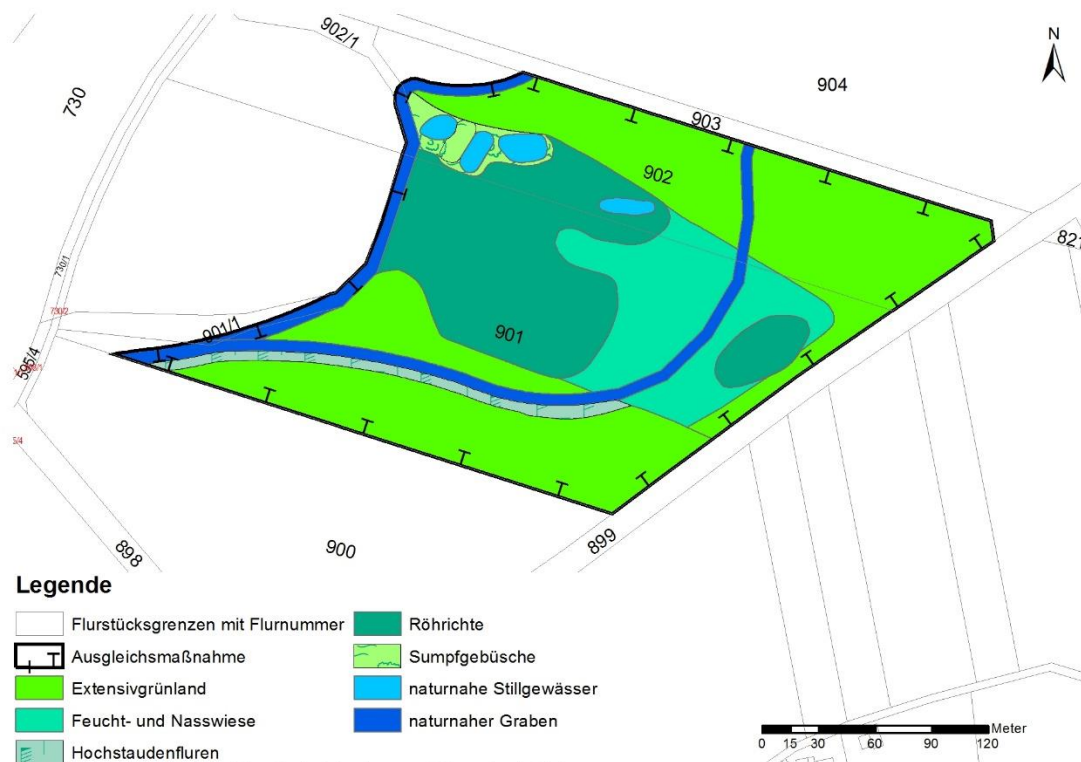 902/1
N
904
730
903
902
821
730/1
730/2
901/1
901
595/4
5/4
899
898
900
Legende
Flurstücksgrenzen mit Flurnummer
Ausgleichsmaßnahme
Extensivgrünland
Feucht- und Nasswiese
Hochstaudenfluren
Röhrichte
Sumpfgebüsche
naturnahe Stillgewässer
naturnaher Graben
Meter
0 15 30 60 90 120